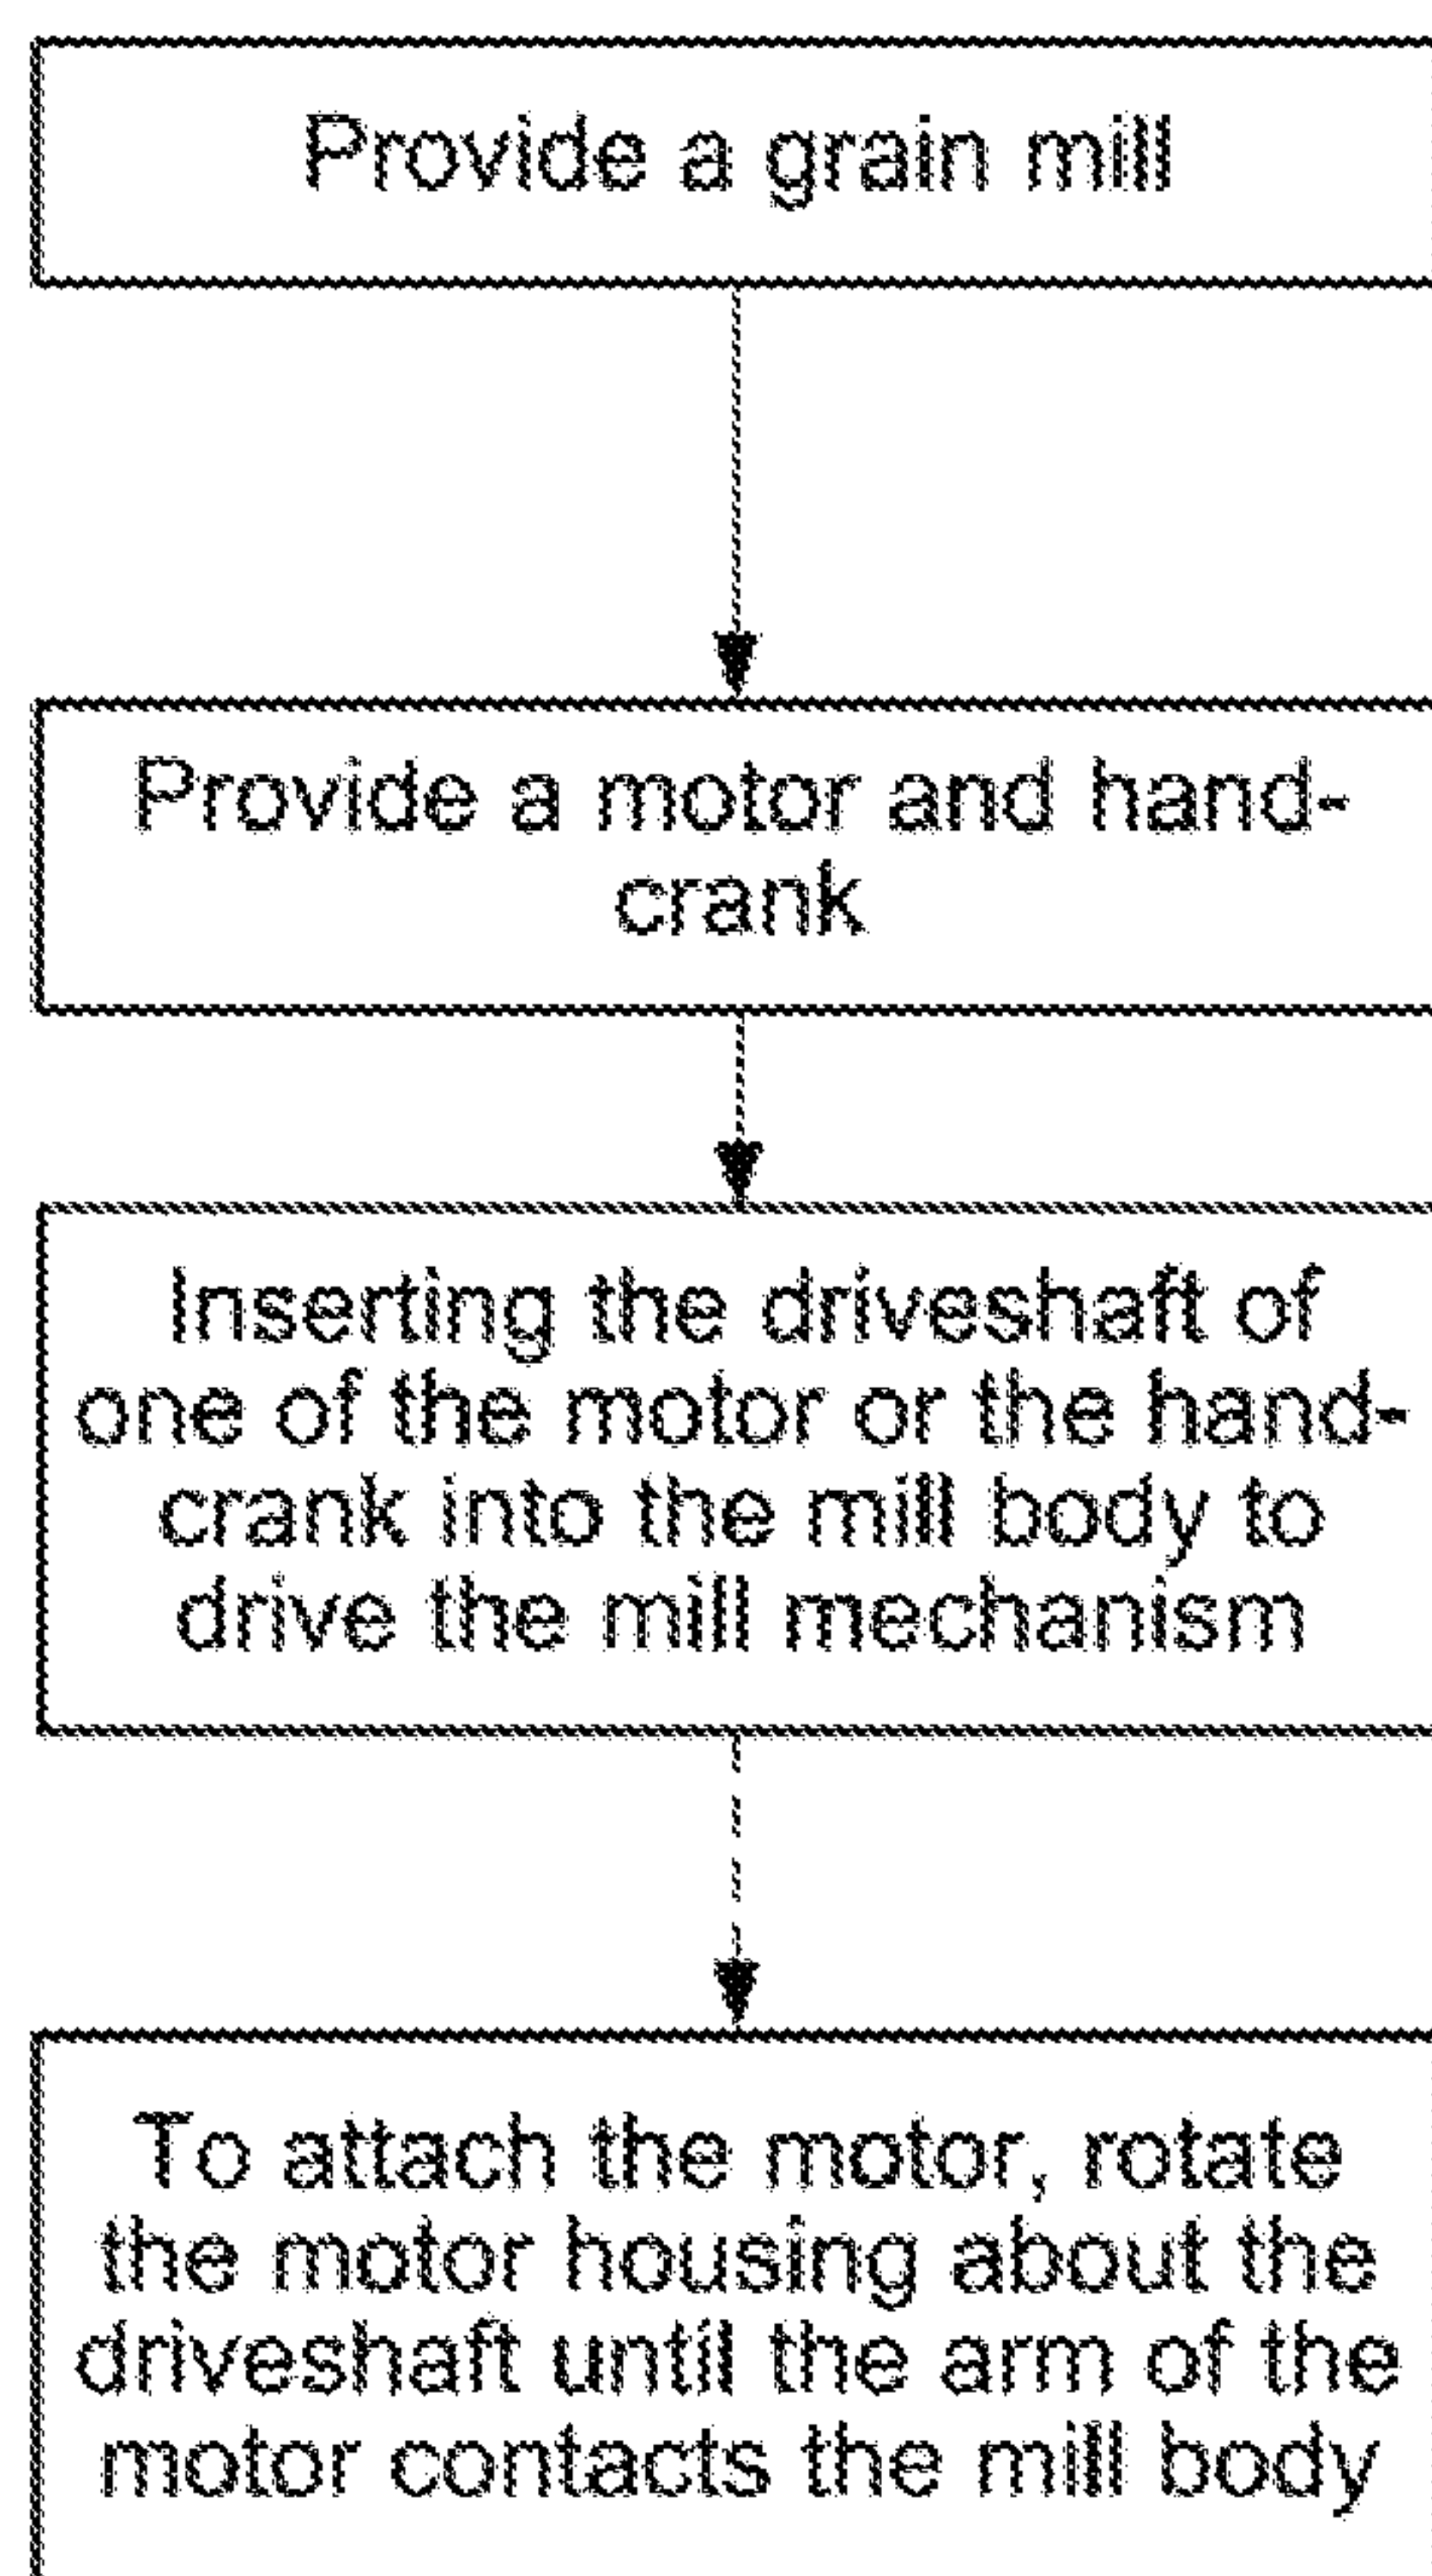 Provide a grain mill
Provide a motor and hand-
crank
Inserting the driveshaft of
one of the motor or the hand-
crank into the mill body to
drive the mill mechanism
To attach the motor, rotate
the motor housing about the
driveshaft until the arm of the
motor contacts the mill body